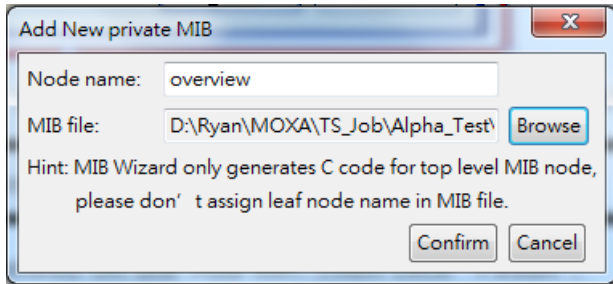 Add New private MIB
Node name: overview
MIB file: D:\Ryan\MOXA\TS_Job\Alpha_Test\ Browse
Hint: MIB Wizard only generates C code for top level MIB node,
please don't assign leaf node name in MIB file.
Confirm Cancel